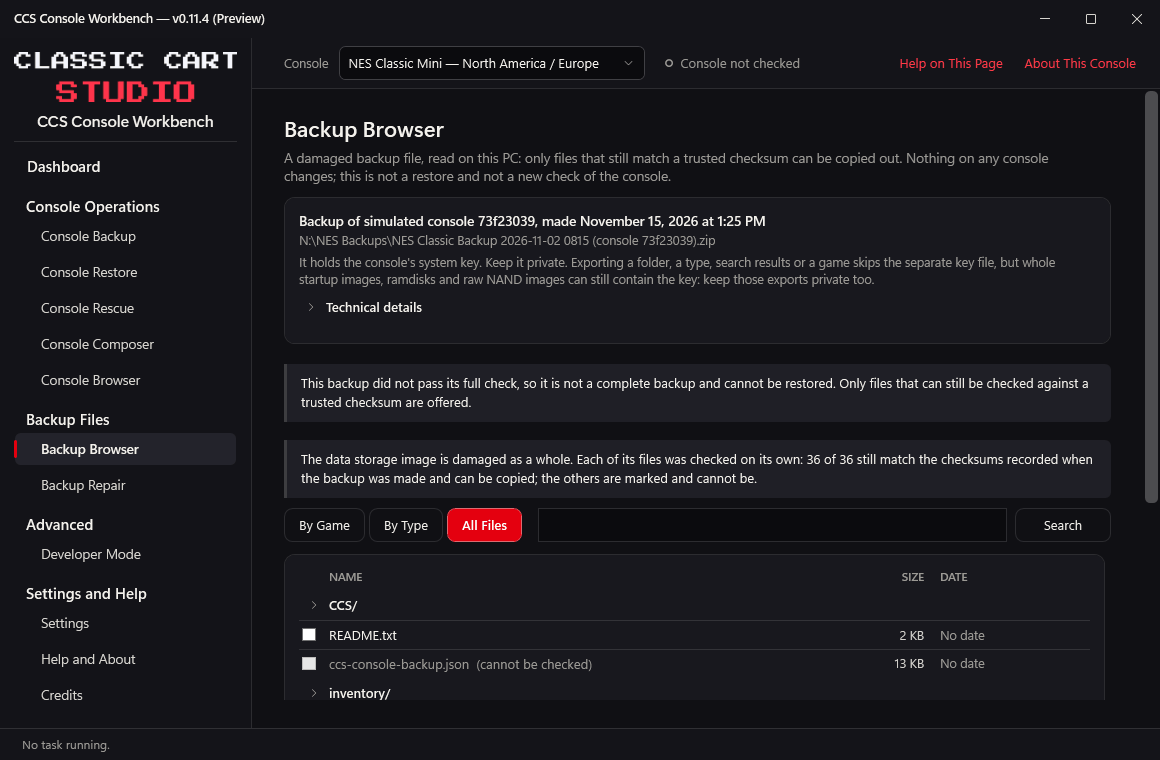 CCS Console Workbench — v0.11.4 (Preview)
CLASSIC CART
STUDIO
CCS Console Workbench
Dashboard
Console Operations
Console Backup
Console Restore
Console Rescue
Console Composer
Console Browser
Backup Files
Backup Browser
Backup Repair
Advanced
Developer Mode
Settings and Help
Settings
Help and About
Credits
Console
NES Classic Mini — North America / Europe
Console not checked
Help on This Page
About This Console
Backup Browser
A damaged backup file, read on this PC: only files that still match a trusted checksum can be copied out. Nothing on any console
changes; this is not a restore and not a new check of the console.
Backup of simulated console 73f23039, made November 15, 2026 at 1:25 PM
N:\NES Backups\NES Classic Backup 2026-11-02 0815 (console 73f23039).zip
It holds the console's system key. Keep it private. Exporting a folder, a type, search results or a game skips the separate key file, but whole
startup images, ramdisks and raw NAND images can still contain the key: keep those exports private too.
Technical details
This backup did not pass its full check, so it is not a complete backup and cannot be restored. Only files that can still be checked against a
trusted checksum are offered.
The data storage image is damaged as a whole. Each of its files was checked on its own: 36 of 36 still match the checksums recorded when
the backup was made and can be copied; the others are marked and cannot be.
By Game
By Type
All Files
Search
NAME SIZE DATE
CCS/
README.txt 2 KB No date
ccs-console-backup.json (cannot be checked) 13 KB No date
inventory/
No task running.